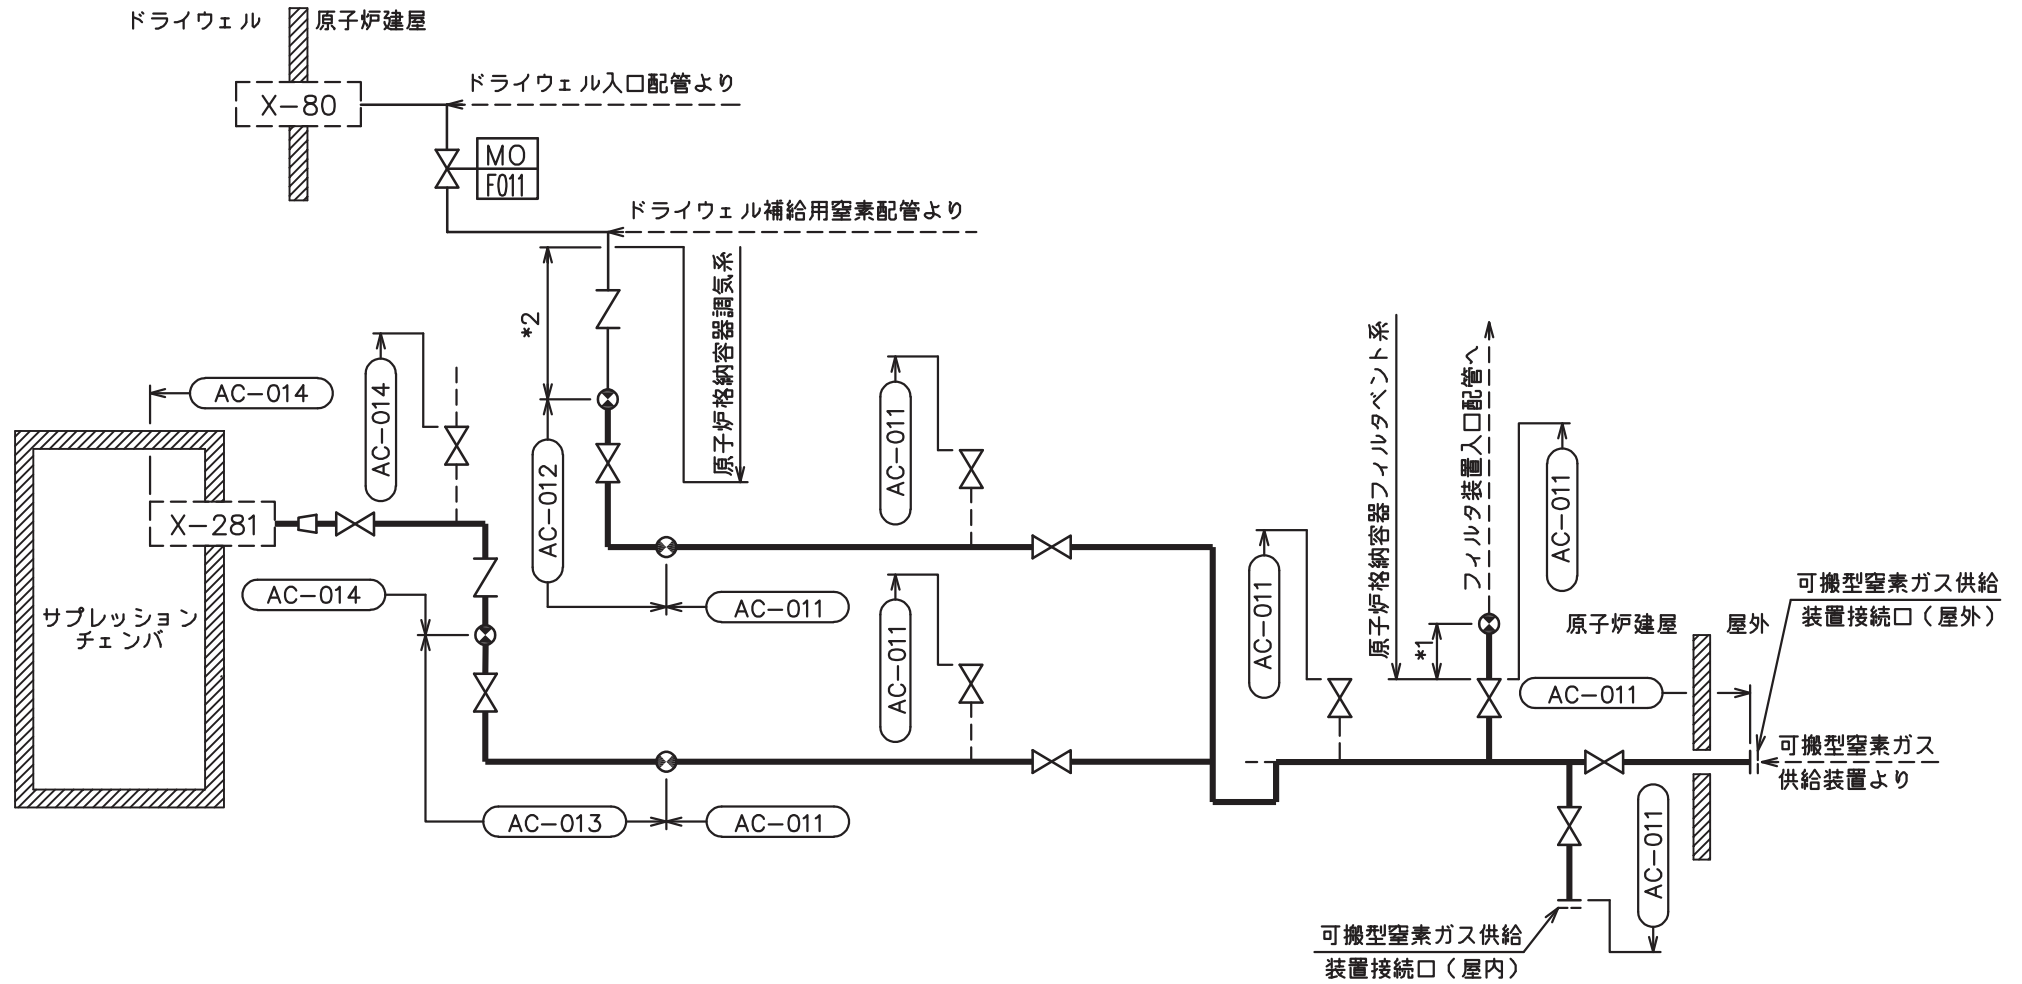 ドライウェル
原子炉建屋
X-80
ドライウェル入口配管より
MO
F011
ドライウェル補給用窒素配管より
*2
原子炉格納容器調気系
AC-014
AC-014
AC-012
AC-011
X-281
サプレッション
チェンバ
AC-014
AC-011
AC-011
AC-013
AC-011
AC-011
原子炉格納容器フィルタベント系
フィルタ装置入口配管へ
*1
AC-011
原子炉建屋
屋外
AC-011
可搬型窒素ガス供給
装置接続口（屋外）
可搬型窒素ガス
供給装置より
AC-011
可搬型窒素ガス供給
装置接続口（屋内）